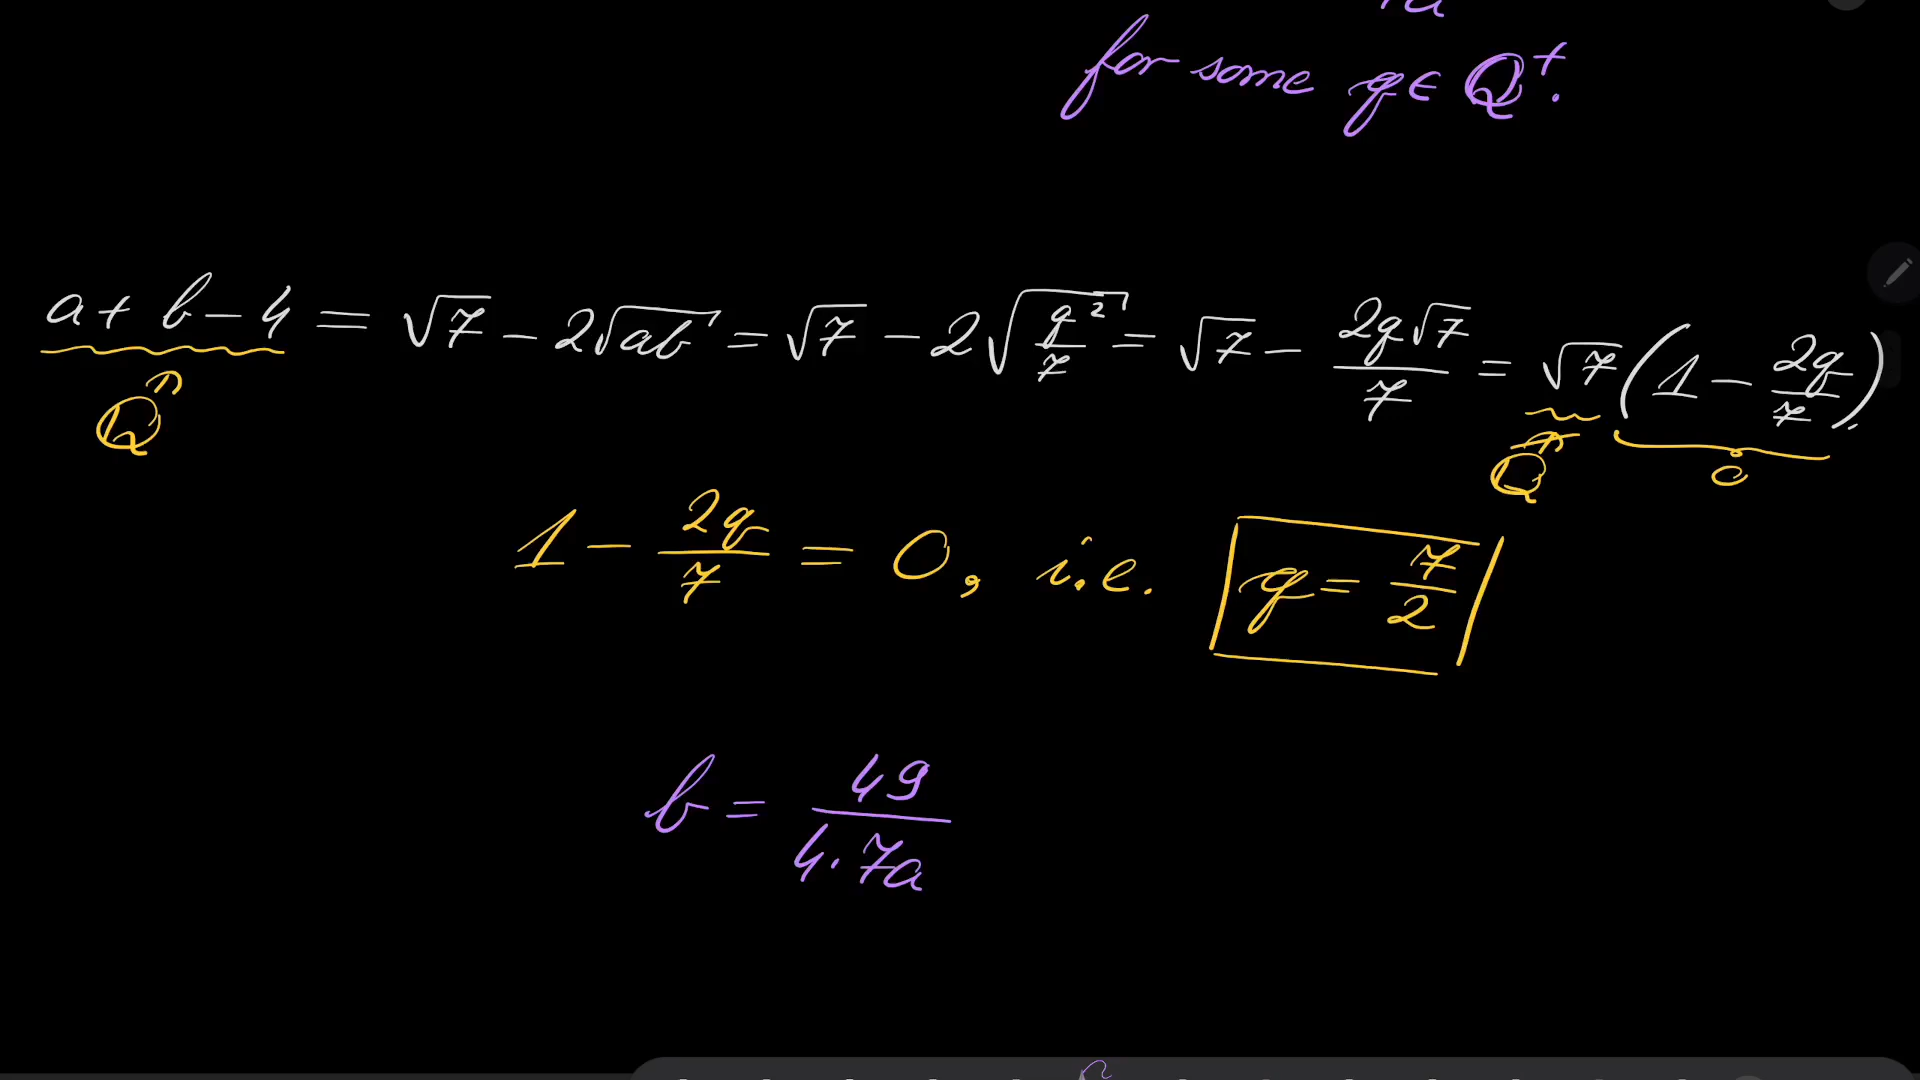 for some q ∈ Q⁺.
a + b − 4 = √7 − 2√ab = √7 − 2√(q²/7) = √7 − 2q√7/7 = √7 (1 − 2q/7).
Q Q 0
1 − 2q/7 = 0, i.e. q = 7/2
b = 49/(4·7a)